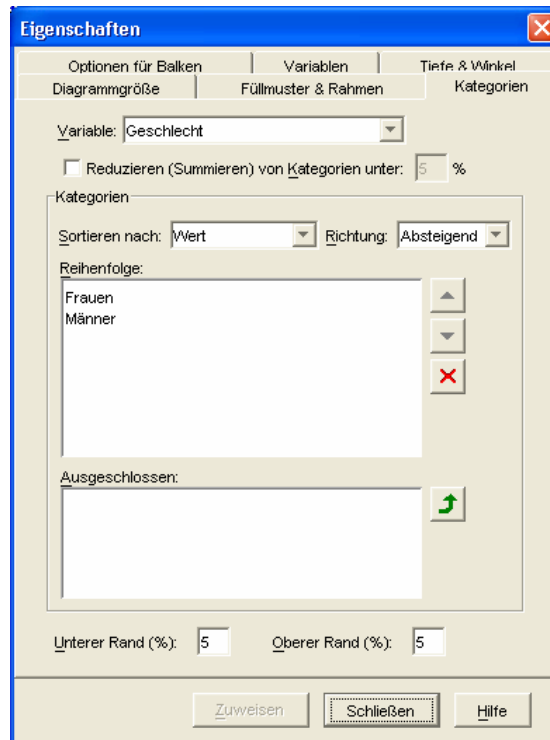 Eigenschaften
Optionen für Balken Variablen Tiefe & Winkel
Diagrammgröße Füllmuster & Rahmen Kategorien
Variable: Geschlecht
Reduzieren (Summieren) von Kategorien unter: 5 %
Kategorien
Sortieren nach: Wert Richtung: Absteigend
Reihenfolge:
Frauen
Männer
Ausgeschlossen:
Unterer Rand (%): 5 Oberer Rand (%): 5
Zuweisen Schließen Hilfe